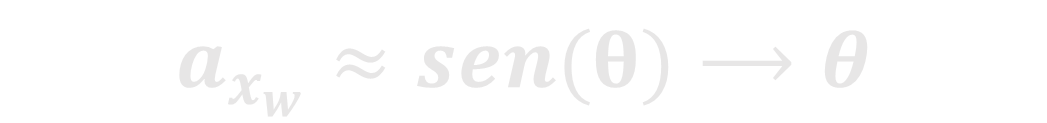 a_{x_w} ≈ sen(θ) ⟶ θ